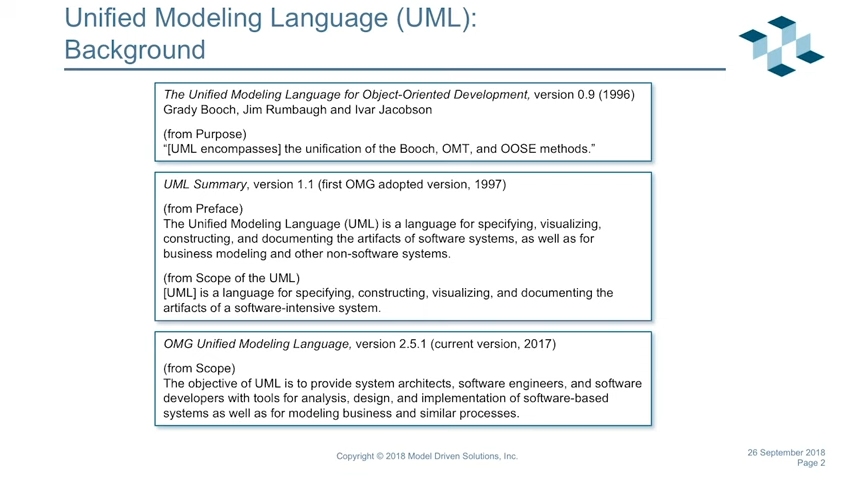 Unified Modeling Language (UML):
Background
The Unified Modeling Language for Object-Oriented Development, version 0.9 (1996)
Grady Booch, Jim Rumbaugh and Ivar Jacobson
(from Purpose)
“[UML encompasses] the unification of the Booch, OMT, and OOSE methods.”
UML Summary, version 1.1 (first OMG adopted version, 1997)
(from Preface)
The Unified Modeling Language (UML) is a language for specifying, visualizing,
constructing, and documenting the artifacts of software systems, as well as for
business modeling and other non-software systems.
(from Scope of the UML)
[UML] is a language for specifying, constructing, visualizing, and documenting the
artifacts of a software-intensive system.
OMG Unified Modeling Language, version 2.5.1 (current version, 2017)
(from Scope)
The objective of UML is to provide system architects, software engineers, and software
developers with tools for analysis, design, and implementation of software-based
systems as well as for modeling business and similar processes.
Copyright © 2018 Model Driven Solutions, Inc.
26 September 2018
Page 2